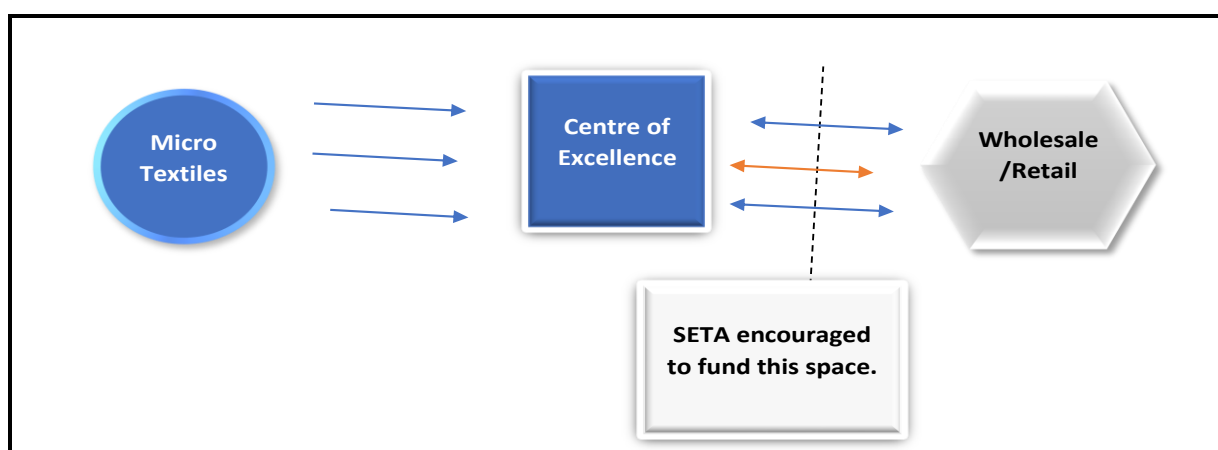 Micro
Textiles
Centre of
Excellence
Wholesale
/Retail
SETA encouraged
to fund this space.